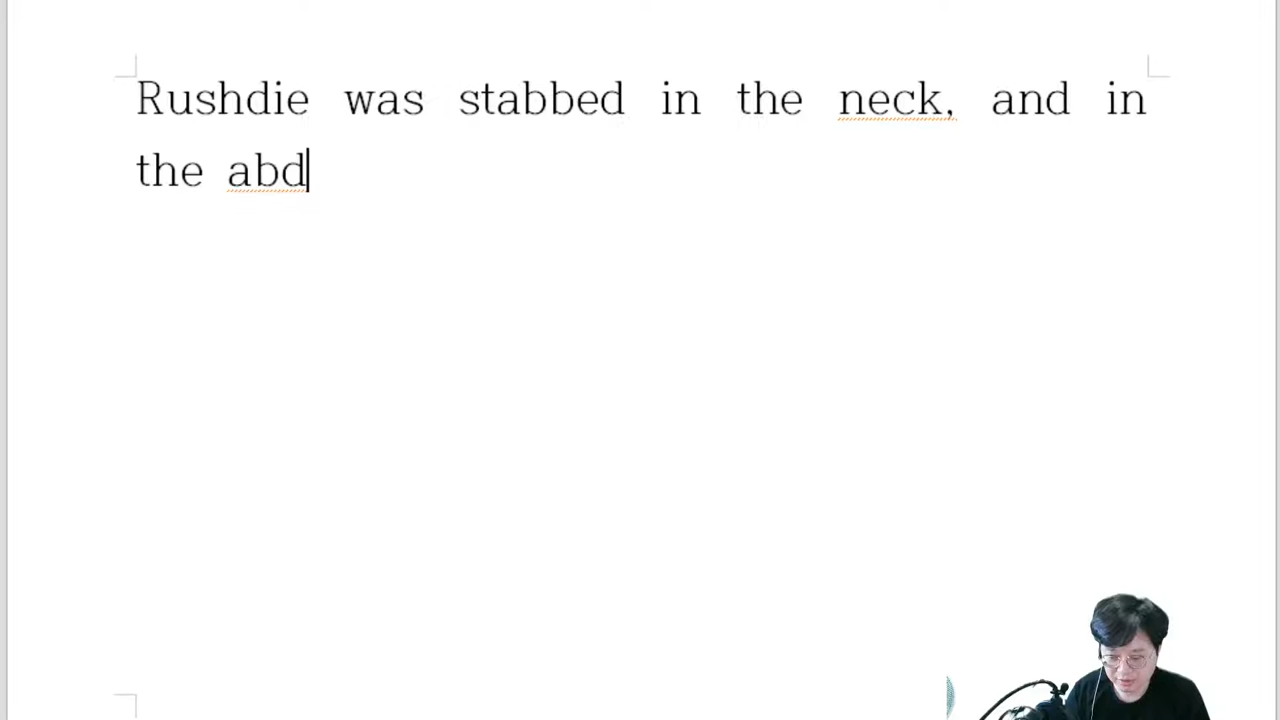 Rushdie was stabbed in the neck, and in
the abd